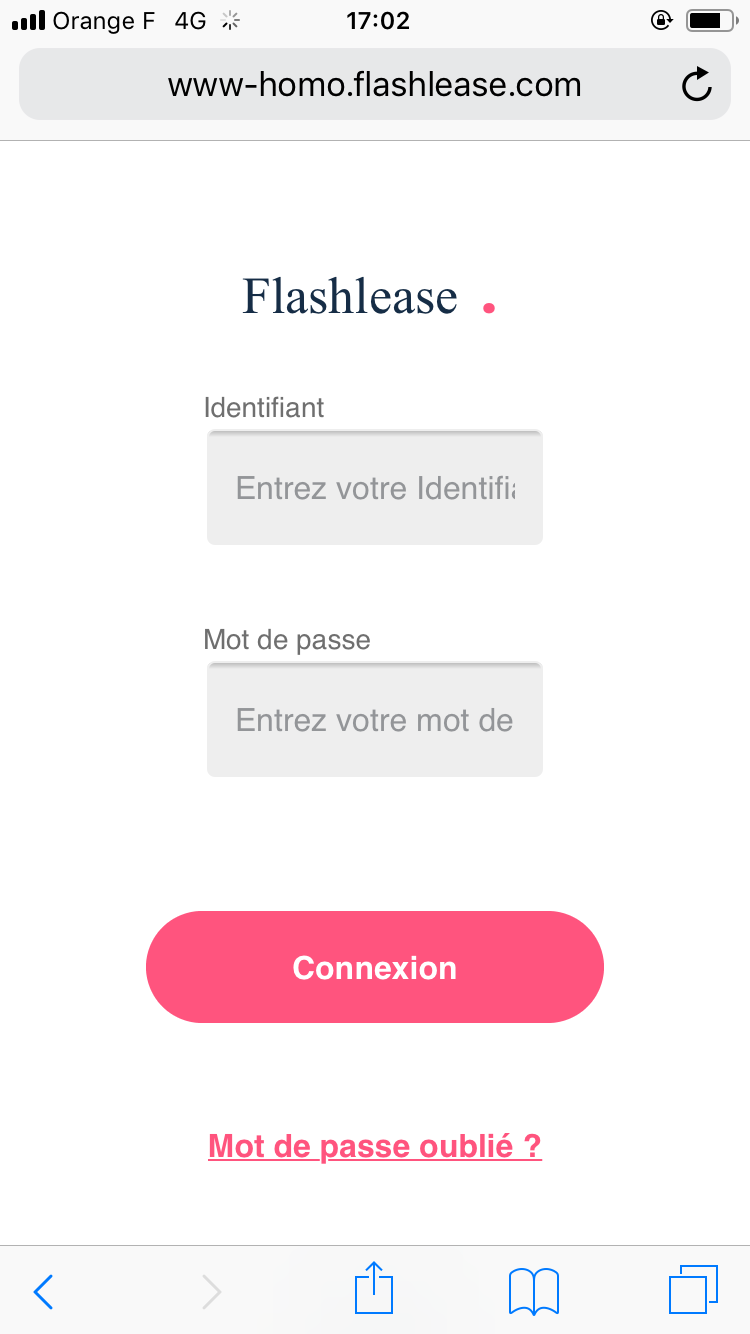 Orange F 4G 17:02
www-homo.flashlease.com
Flashlease .
Identifiant
Entrez votre Identifi
Mot de passe
Entrez votre mot de
Connexion
Mot de passe oublié ?